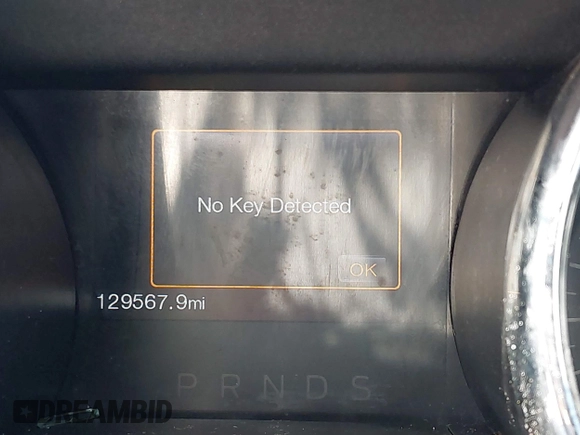 No Key Detected
OK
129567.9mi
P R N D S
DREAMBID